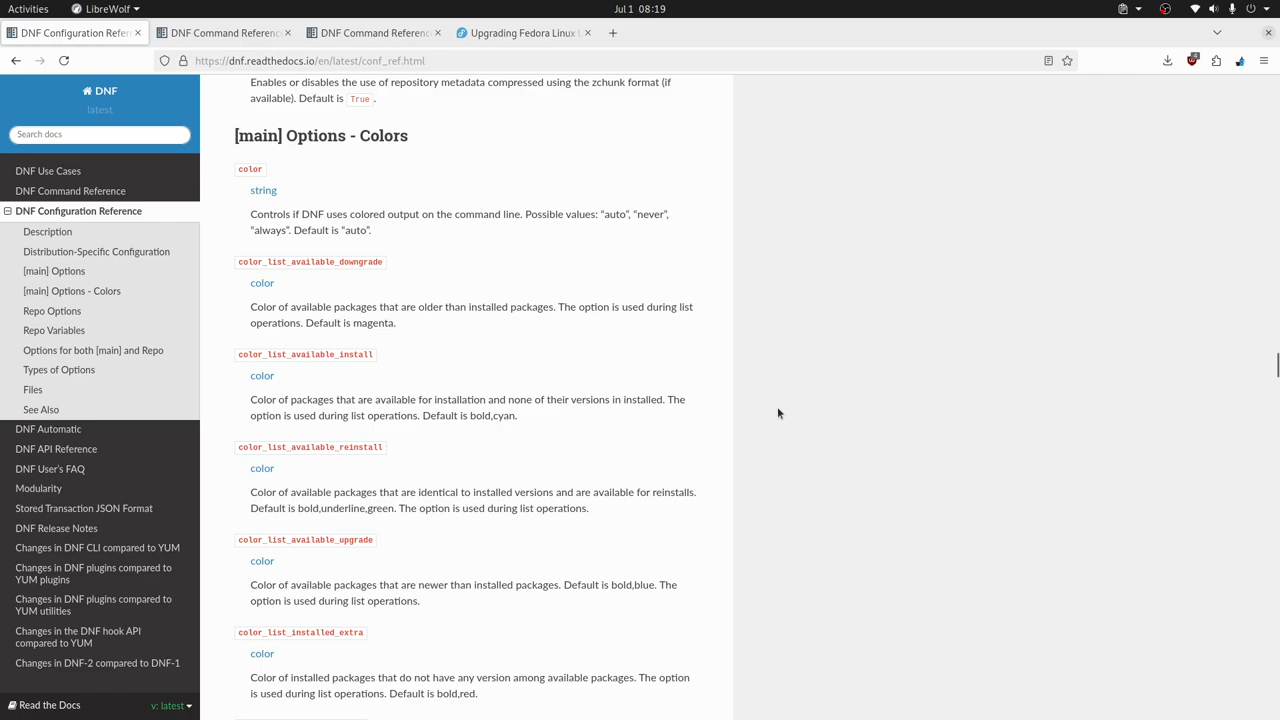 Activities
LibreWolf
Jul 1 08:19
DNF Configuration Refere
DNF Command Reference
DNF Command Reference
Upgrading Fedora Linux
https://dnf.readthedocs.io/en/latest/conf_ref.html
4
DNF
latest
Search docs
DNF Use Cases
DNF Command Reference
DNF Configuration Reference
Description
Distribution-Specific Configuration
[main] Options
[main] Options - Colors
Repo Options
Repo Variables
Options for both [main] and Repo
Types of Options
Files
See Also
DNF Automatic
DNF API Reference
DNF User’s FAQ
Modularity
Stored Transaction JSON Format
DNF Release Notes
Changes in DNF CLI compared to YUM
Changes in DNF plugins compared to
YUM plugins
Changes in DNF plugins compared to
YUM utilities
Changes in the DNF hook API
compared to YUM
Changes in DNF-2 compared to DNF-1
Read the Docs
v: latest
Enables or disables the use of repository metadata compressed using the zchunk format (if
available). Default is True.
[main] Options - Colors
color
string
Controls if DNF uses colored output on the command line. Possible values: “auto”, “never”,
“always”. Default is “auto”.
color_list_available_downgrade
color
Color of available packages that are older than installed packages. The option is used during list
operations. Default is magenta.
color_list_available_install
color
Color of packages that are available for installation and none of their versions in installed. The
option is used during list operations. Default is bold,cyan.
color_list_available_reinstall
color
Color of available packages that are identical to installed versions and are available for reinstalls.
Default is bold,underline,green. The option is used during list operations.
color_list_available_upgrade
color
Color of available packages that are newer than installed packages. Default is bold,blue. The
option is used during list operations.
color_list_installed_extra
color
Color of installed packages that do not have any version among available packages. The option
is used during list operations. Default is bold,red.